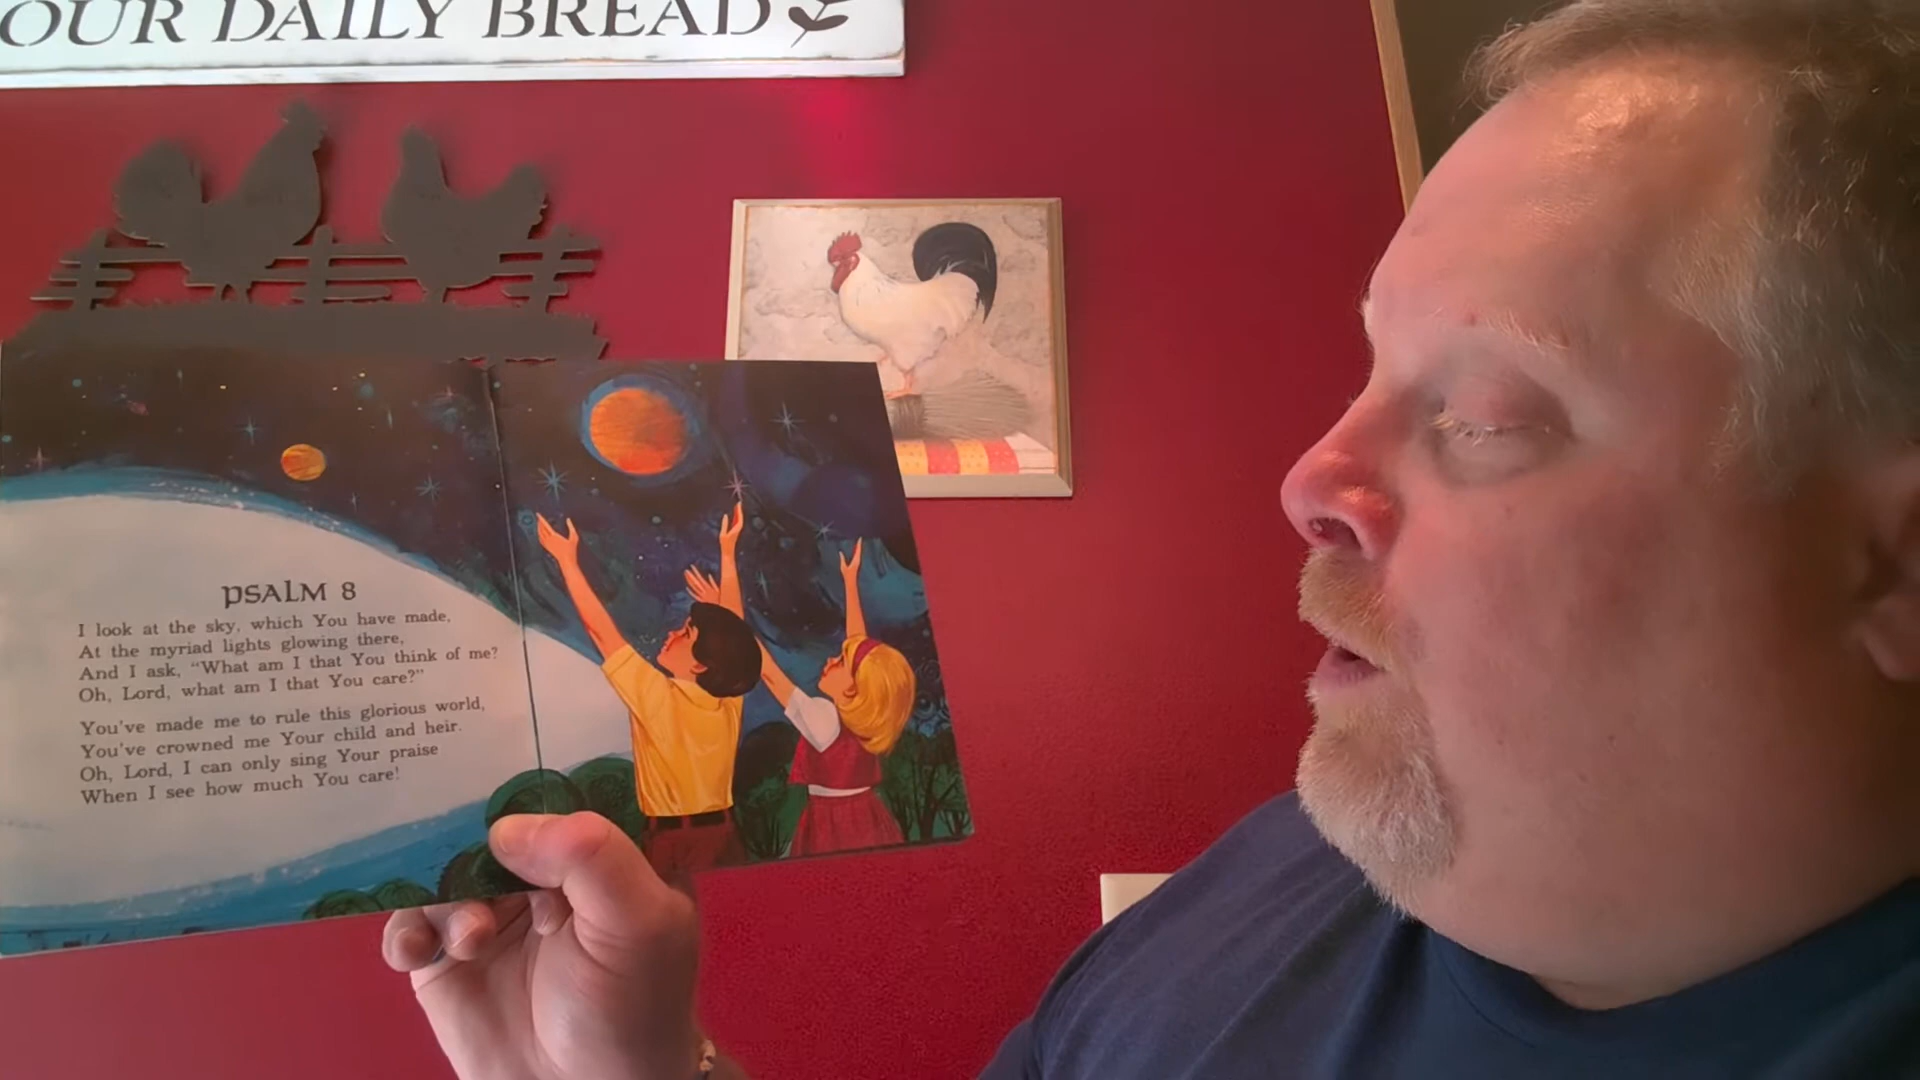 OUR DAILY BREAD
PSALM 8
I look at the sky, which You have made,
At the myriad lights glowing there,
And I ask, "What am I that You think of me?
Oh, Lord, what am I that You care?"
You've made me to rule this glorious world,
You've crowned me Your child and heir.
Oh, Lord, I can only sing Your praise
When I see how much You care!